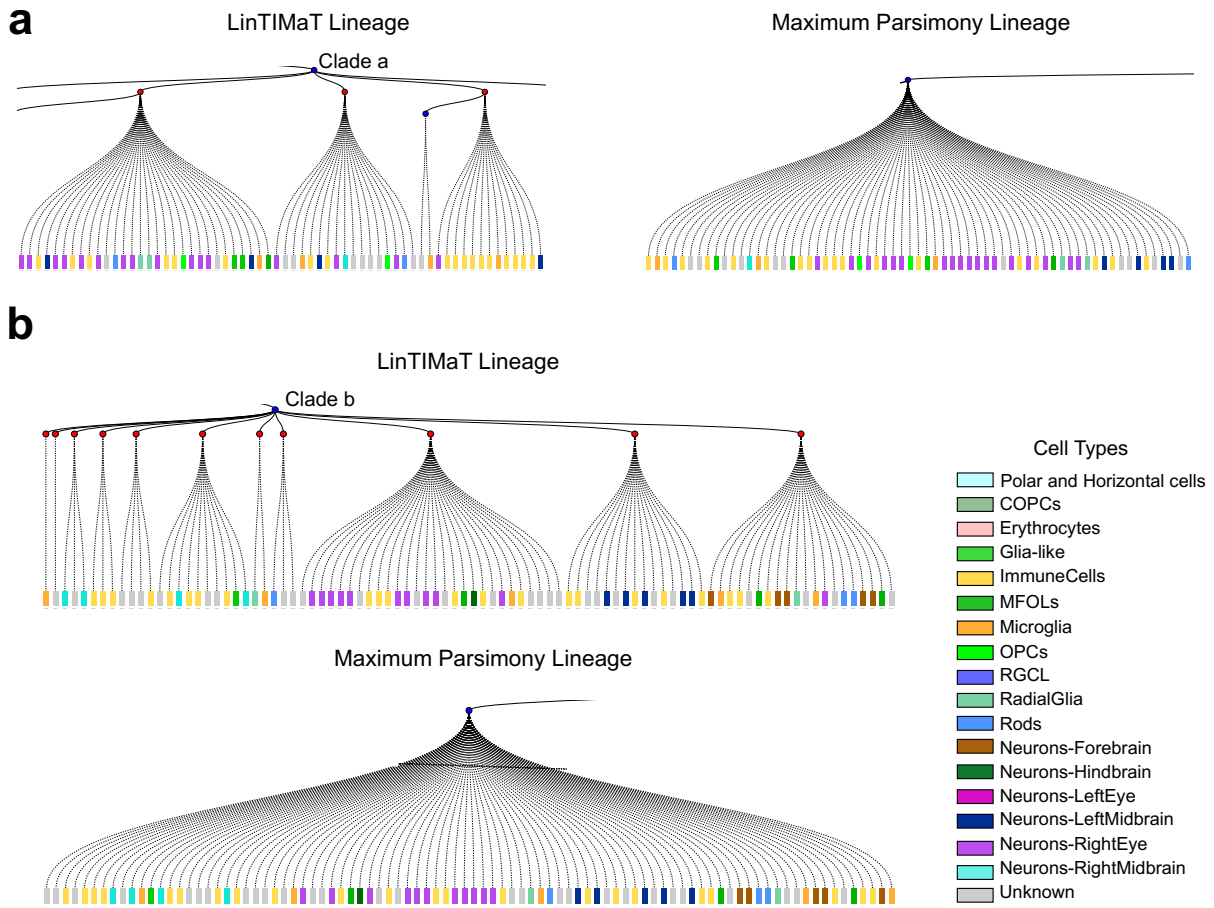 a
LinTIMaT Lineage
Maximum Parsimony Lineage
Clade a
b
LinTIMaT Lineage
Clade b
Cell Types
Polar and Horizontal cells
COPCs
Erythrocytes
Glia-like
ImmuneCells
MFOLs
Microglia
OPCs
RGCL
RadialGlia
Rods
Neurons-Forebrain
Neurons-Hindbrain
Neurons-LeftEye
Neurons-LeftMidbrain
Neurons-RightEye
Neurons-RightMidbrain
Unknown
Maximum Parsimony Lineage